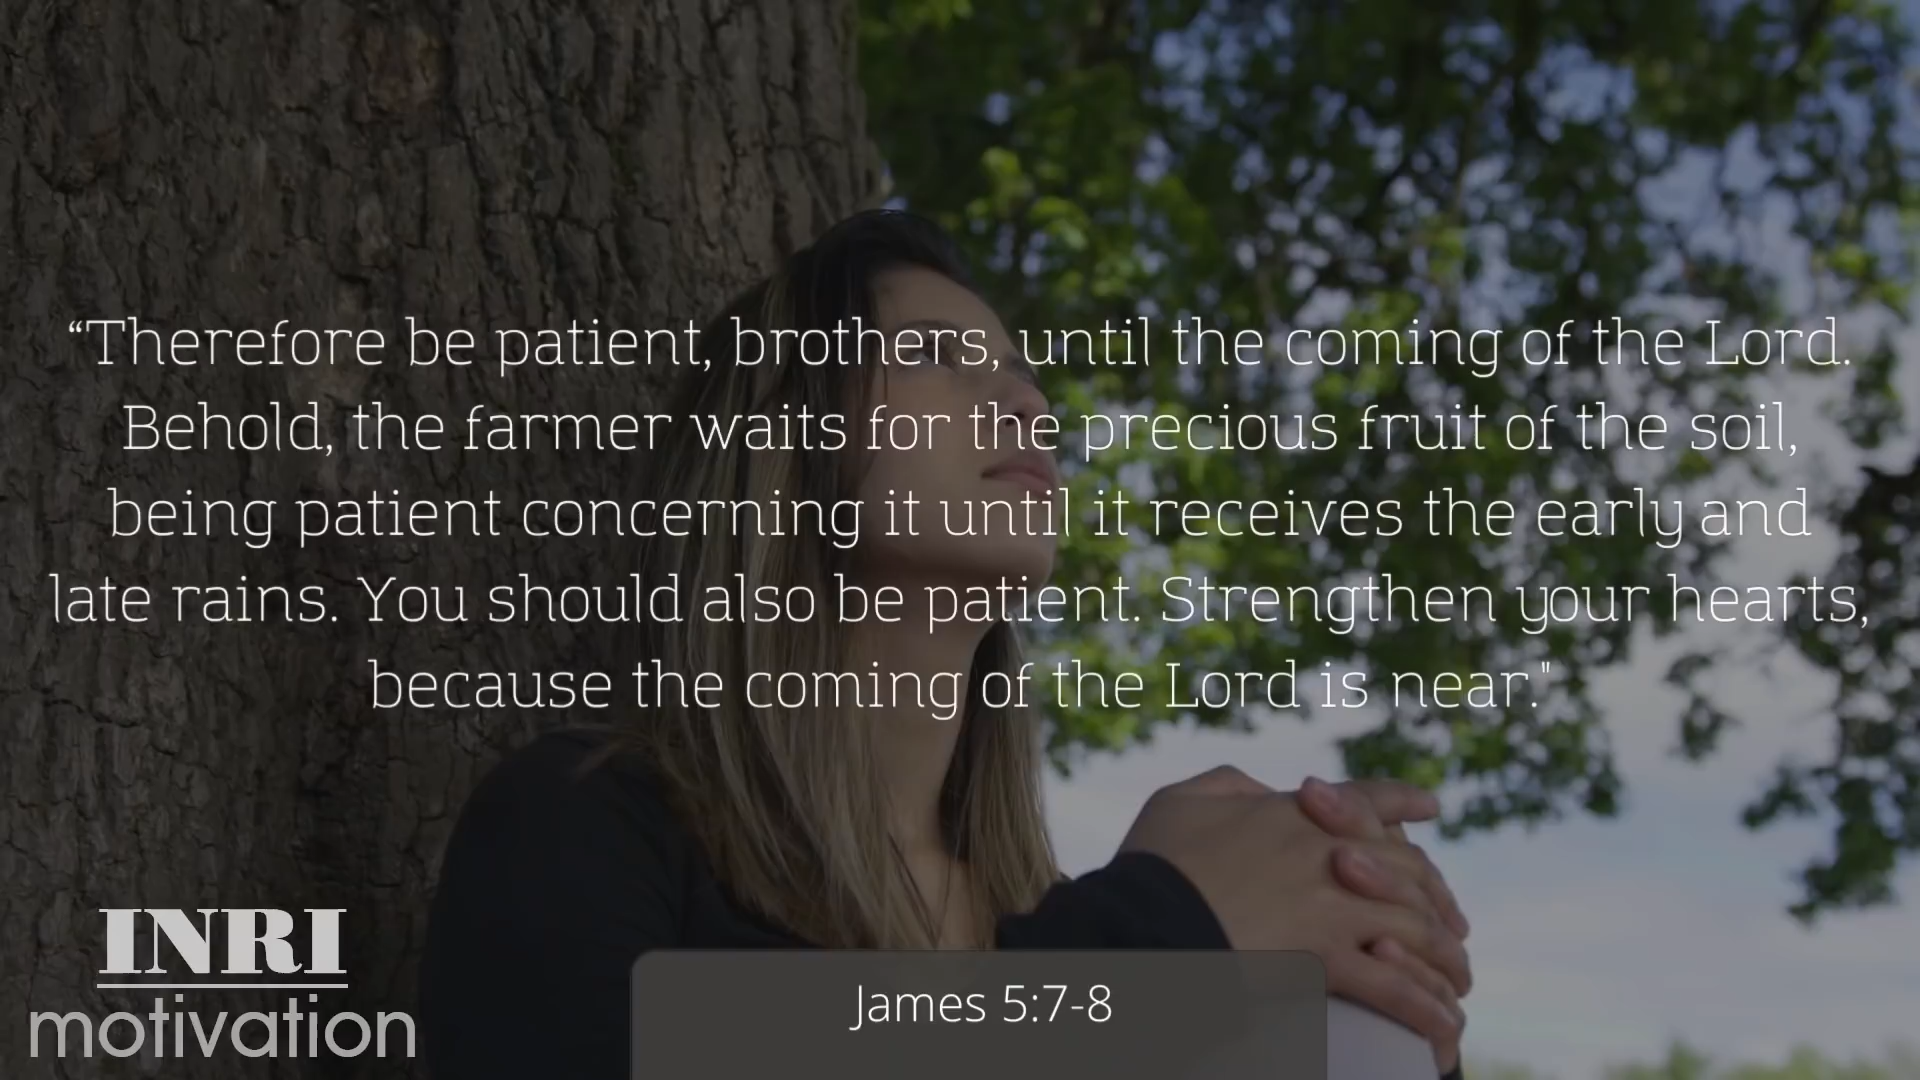 “Therefore be patient, brothers, until the coming of the Lord.
Behold, the farmer waits for the precious fruit of the soil,
being patient concerning it until it receives the early and
late rains. You should also be patient. Strengthen your hearts,
because the coming of the Lord is near."
INRI
motivation
James 5:7-8